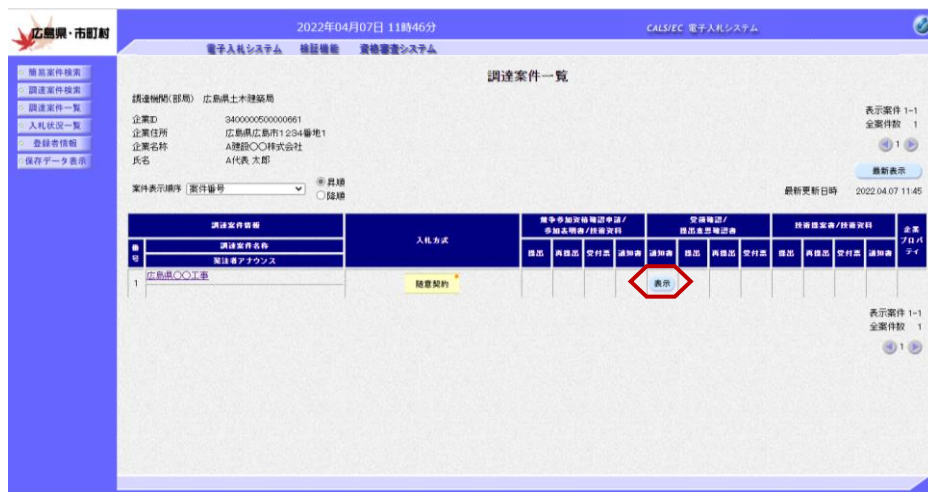 広島県・市町村
2022年04月07日 11時46分
CALS/EC 電子入札システム
電子入札システム 検証機能 資格審査システム
簡易案件検索
調達案件検索
調達案件一覧
入札状況一覧
登録者情報
保存データ表示
調達案件一覧
調達機関(部局) 広島県土木建築局
企業ID 3400000500000661
企業住所 広島県広島市1234番地1
企業名称 A建設〇〇株式会社
氏名 A代表 太郎
表示案件 1-1
全案件数 1
1
最新表示
案件表示順序 案件番号
昇順
降順
最新更新日時 2022.04.07 11:45
調達案件情報
入札方式
競争参加資格確認申請/
参加表明書/技術資料
受領確認/
提出意思確認書
技術提案書/技術資料
企業
プロパ
ティ
番
号
調達案件名称
発注者アナウンス
提出 再提出 受付票 通知書 通知書 提出 再提出 受付票 提出 再提出 受付票 通知書
1 広島県〇〇工事 随意契約 表示
表示案件 1-1
全案件数 1
1